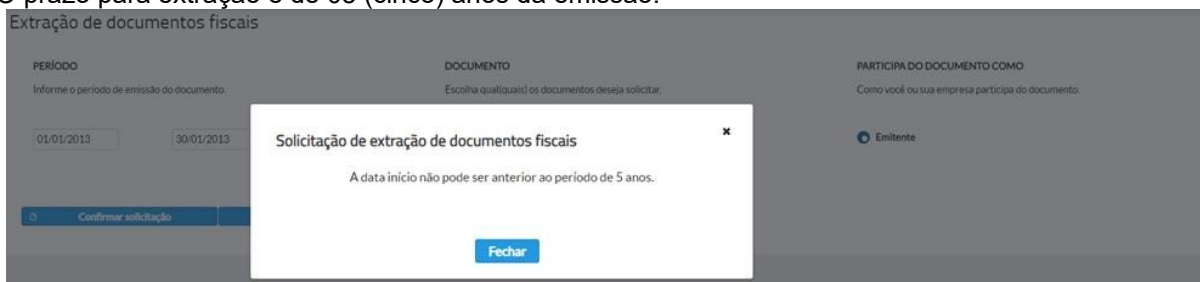 O prazo para extração é de 05 (cinco) anos da emissão.
Extração de documentos fiscais
PERÍODO
DOCUMENTO
PARTICIPA DO DOCUMENTO COMO
Informe o período de emissão do documento.
Escolha qual(quais) os documentos deseja solicitar.
Como você ou sua empresa participa do documento.
01/01/2013
30/01/2013
Emitente
Solicitação de extração de documentos fiscais
×
A data início não pode ser anterior ao período de 5 anos.
Confirmar solicitação
Fechar